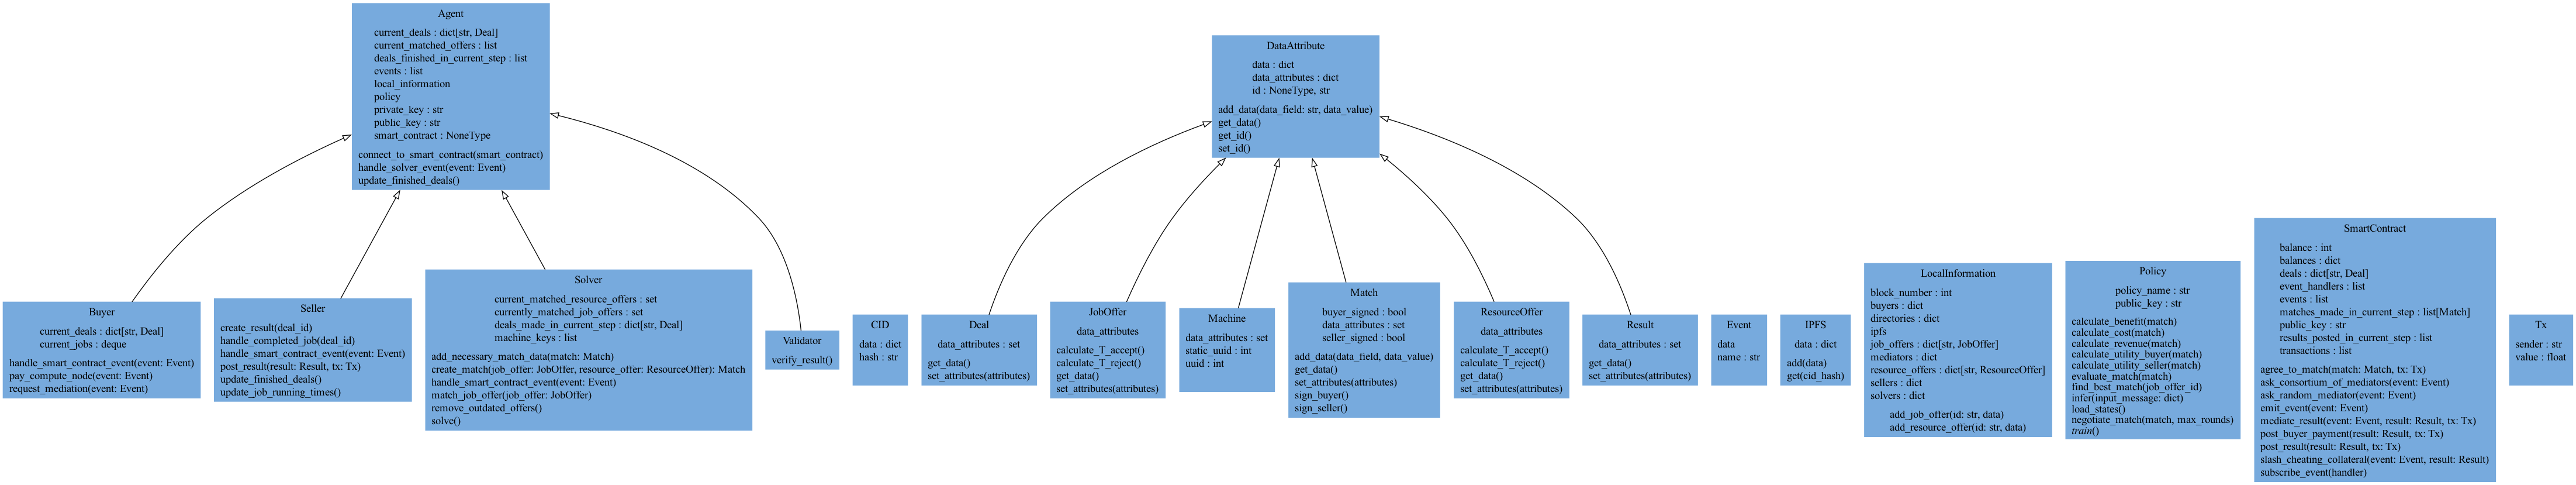 Agent
current_deals : dict[str, Deal]
current_matched_offers : list
deals_finished_in_current_step : list
events : list
local_information
policy
private_key : str
public_key : str
smart_contract : NoneType
connect_to_smart_contract(smart_contract)
handle_solver_event(event: Event)
update_finished_deals()
DataAttribute
data : dict
data_attributes : dict
id : NoneType, str
add_data(data_field: str, data_value)
get_data()
get_id()
set_id()
Buyer
current_deals : dict[str, Deal]
current_jobs : deque
handle_smart_contract_event(event: Event)
pay_compute_node(event: Event)
request_mediation(event: Event)
Seller
create_result(deal_id)
handle_completed_job(deal_id)
handle_smart_contract_event(event: Event)
post_result(result: Result, tx: Tx)
update_finished_deals()
update_job_running_times()
Solver
current_matched_resource_offers : set
currently_matched_job_offers : set
deals_made_in_current_step : dict[str, Deal]
machine_keys : list
add_necessary_match_data(match: Match)
create_match(job_offer: JobOffer, resource_offer: ResourceOffer): Match
handle_smart_contract_event(event: Event)
match_job_offer(job_offer: JobOffer)
remove_outdated_offers()
solve()
Validator
verify_result()
CID
data : dict
hash : str
Deal
data_attributes : set
get_data()
set_attributes(attributes)
JobOffer
data_attributes
calculate_T_accept()
calculate_T_reject()
get_data()
set_attributes(attributes)
Machine
data_attributes : set
static_uuid : int
uuid : int
Match
buyer_signed : bool
data_attributes : set
seller_signed : bool
add_data(data_field, data_value)
get_data()
set_attributes(attributes)
sign_buyer()
sign_seller()
ResourceOffer
data_attributes
calculate_T_accept()
calculate_T_reject()
get_data()
set_attributes(attributes)
Result
data_attributes : set
get_data()
set_attributes(attributes)
Event
data
name : str
IPFS
data : dict
add(data)
get(cid_hash)
LocalInformation
block_number : int
buyers : dict
directories : dict
ipfs
job_offers : dict[str, JobOffer]
mediators : dict
resource_offers : dict[str, ResourceOffer]
sellers : dict
solvers : dict
add_job_offer(id: str, data)
add_resource_offer(id: str, data)
Policy
policy_name : str
public_key : str
calculate_benefit(match)
calculate_cost(match)
calculate_revenue(match)
calculate_utility_buyer(match)
calculate_utility_seller(match)
evaluate_match(match)
find_best_match(job_offer_id)
infer(input_message: dict)
load_states()
negotiate_match(match, max_rounds)
train()
SmartContract
balance : int
balances : dict
deals : dict[str, Deal]
event_handlers : list
events : list
matches_made_in_current_step : list[Match]
public_key : str
results_posted_in_current_step : list
transactions : list
agree_to_match(match: Match, tx: Tx)
ask_consortium_of_mediators(event: Event)
ask_random_mediator(event: Event)
emit_event(event: Event)
mediate_result(event: Event, result: Result, tx: Tx)
post_buyer_payment(result: Result, tx: Tx)
post_result(result: Result, tx: Tx)
slash_cheating_collateral(event: Event, result: Result)
subscribe_event(handler)
Tx
sender : str
value : float